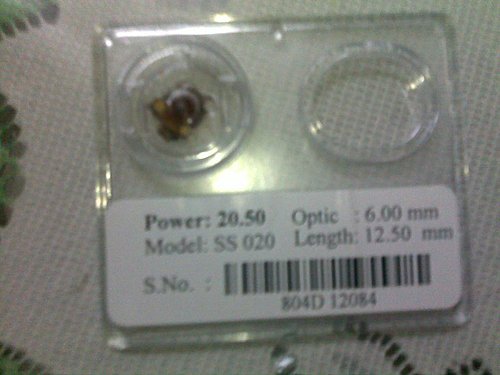 Power: 20.50 Optic : 6.00 mm
Model: SS 020 Length: 12.50 mm
S.No. :
804D 12084